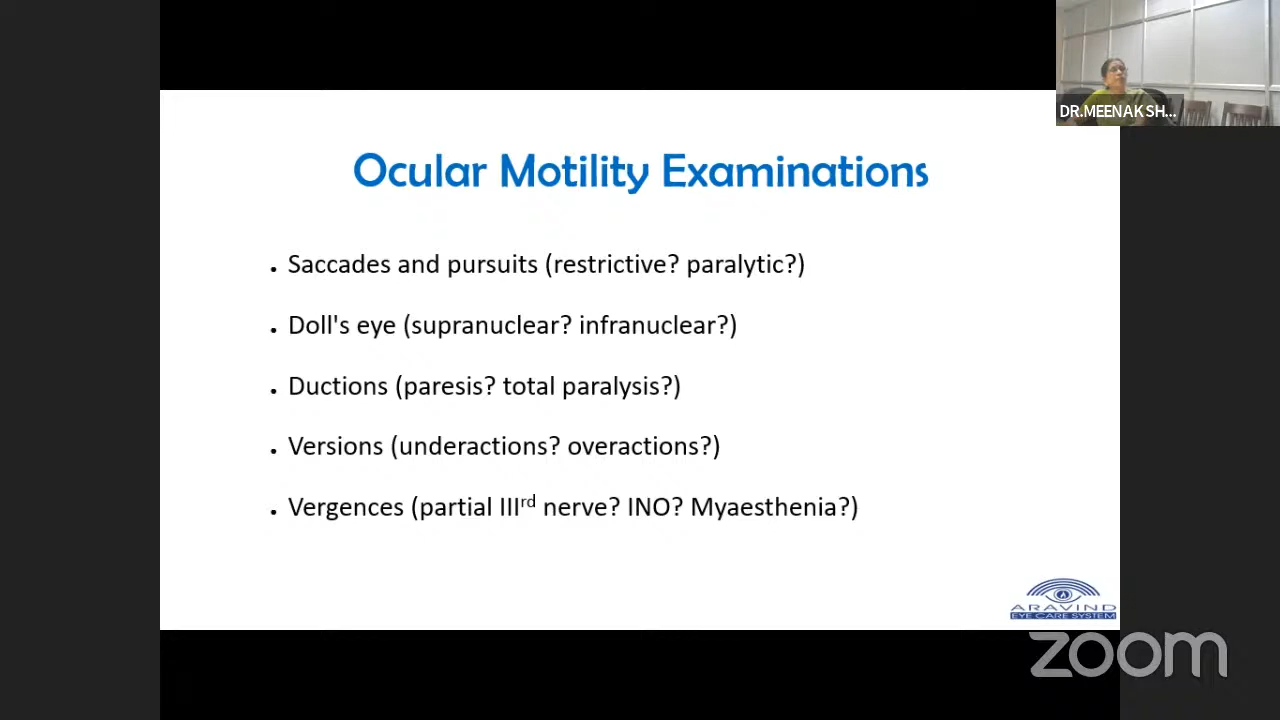 DR.MEENAKSH...
Ocular Motility Examinations
• Saccades and pursuits (restrictive? paralytic?)
• Doll's eye (supranuclear? infranuclear?)
• Ductions (paresis? total paralysis?)
• Versions (underactions? overactions?)
• Vergences (partial IIIrd nerve? INO? Myaesthenia?)
A
ARAVIND
EYE CARE SYSTEM
zoom